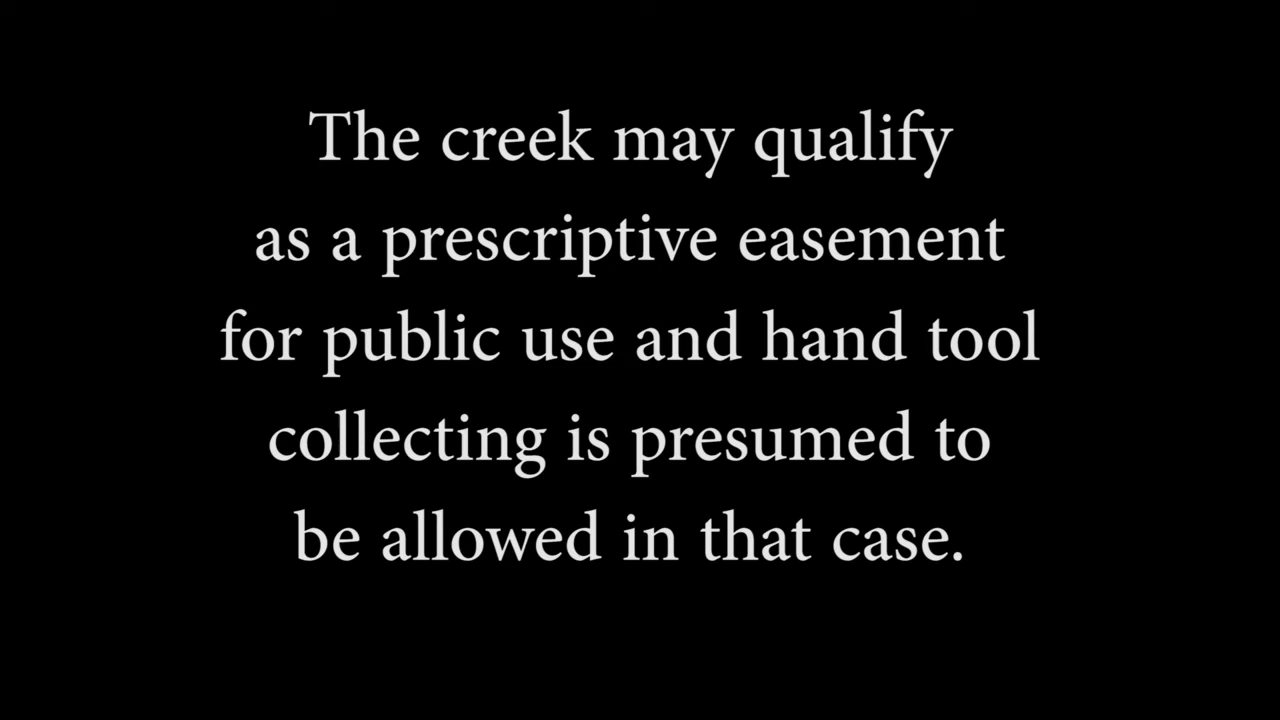 The creek may qualify
as a prescriptive easement
for public use and hand tool
collecting is presumed to
be allowed in that case.